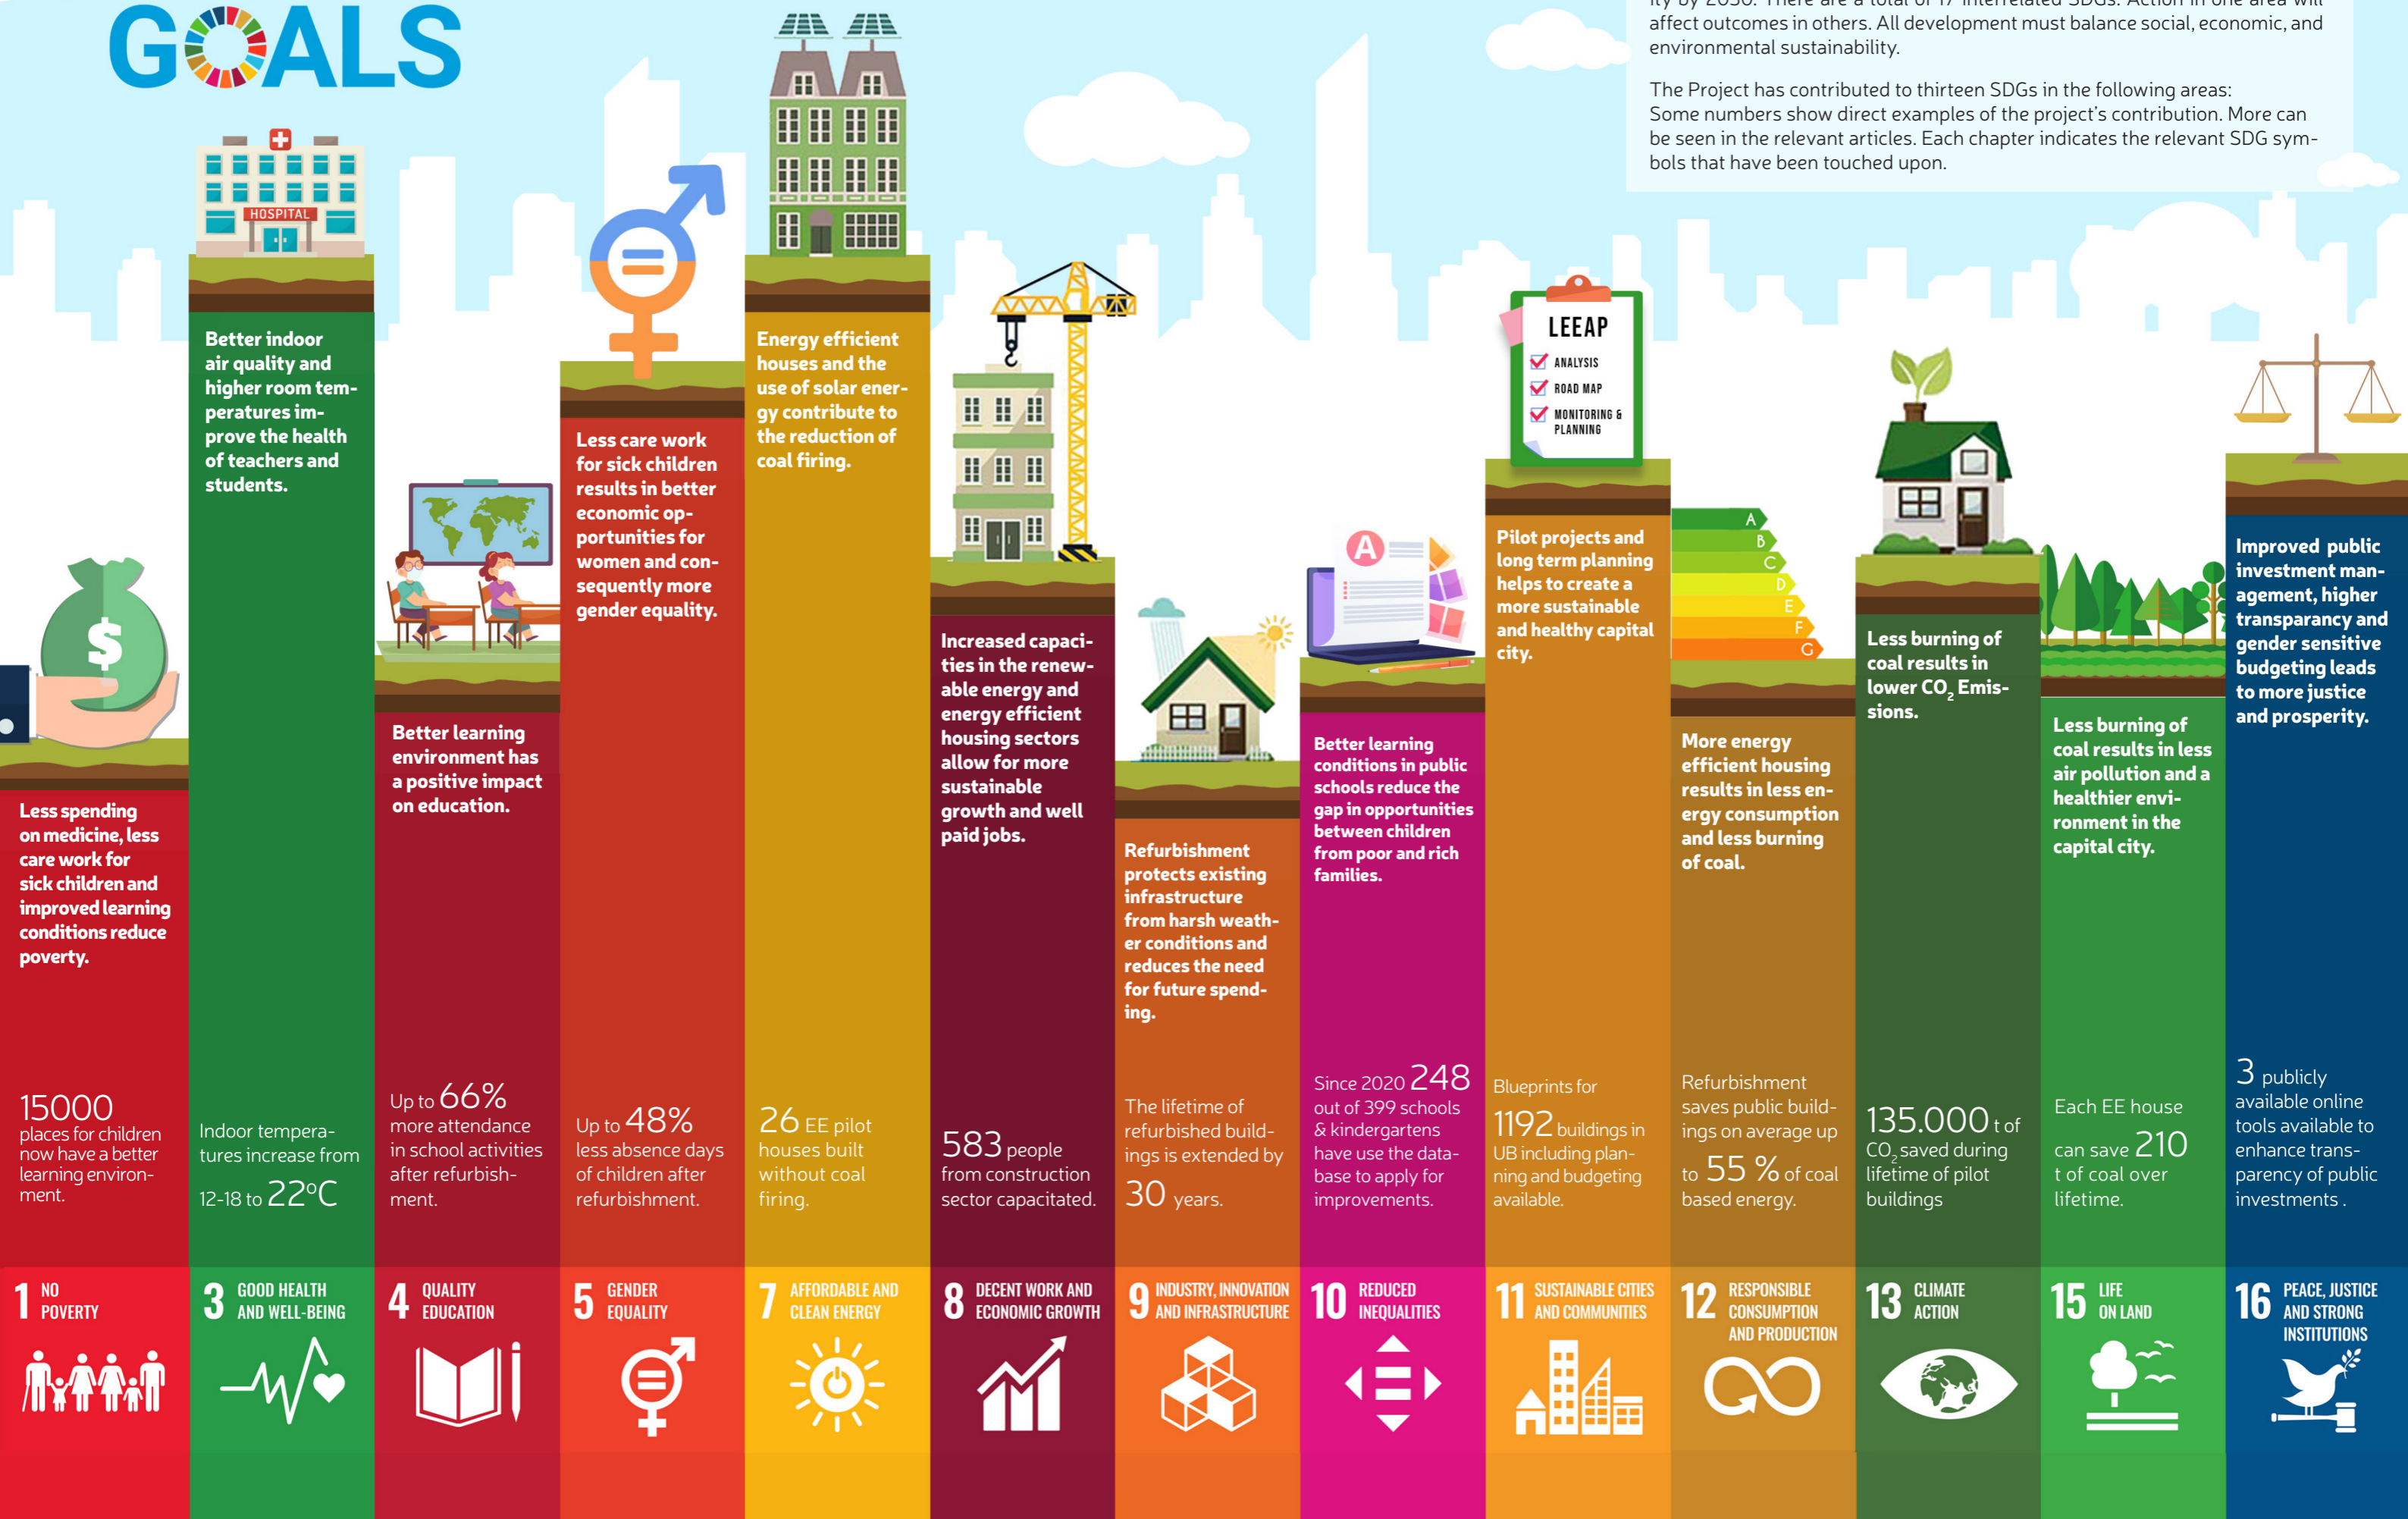 GOALS
affect outcomes in others. All development must balance social, economic, and
environmental sustainability.
The Project has contributed to thirteen SDGs in the following areas:
Some numbers show direct examples of the project's contribution. More can
be seen in the relevant articles. Each chapter indicates the relevant SDG sym-
bols that have been touched upon.
HOSPITAL
LEEAP
ANALYSIS
ROAD MAP
MONITORING &
PLANNING
A
B
C
D
E
F
G
A
$
Less spending
on medicine, less
care work for
sick children and
improved learning
conditions reduce
poverty.
15000
places for children
now have a better
learning environ-
ment.
1 NO
POVERTY
Better indoor
air quality and
higher room tem-
peratures im-
prove the health
of teachers and
students.
Indoor tempera-
tures increase from
12-18 to 22°C
3 GOOD HEALTH
AND WELL-BEING
Better learning
environment has
a positive impact
on education.
Up to 66%
more attendance
in school activities
after refurbish-
ment.
4 QUALITY
EDUCATION
Less care work
for sick children
results in better
economic op-
portunities for
women and con-
sequently more
gender equality.
Up to 48%
less absence days
of children after
refurbishment.
5 GENDER
EQUALITY
Energy efficient
houses and the
use of solar ener-
gy contribute to
the reduction of
coal firing.
26 EE pilot
houses built
without coal
firing.
7 AFFORDABLE AND
CLEAN ENERGY
Increased capaci-
ties in the renew-
able energy and
energy efficient
housing sectors
allow for more
sustainable
growth and well
paid jobs.
583 people
from construction
sector capacitated.
8 DECENT WORK AND
ECONOMIC GROWTH
Refurbishment
protects existing
infrastructure
from harsh weath-
er conditions and
reduces the need
for future spend-
ing.
The lifetime of
refurbished build-
ings is extended by
30 years.
9 INDUSTRY, INNOVATION
AND INFRASTRUCTURE
Better learning
conditions in public
schools reduce the
gap in opportunities
between children
from poor and rich
families.
Since 2020 248
out of 399 schools
& kindergartens
have use the data-
base to apply for
improvements.
10 REDUCED
INEQUALITIES
Pilot projects and
long term planning
helps to create a
more sustainable
and healthy capital
city.
Blueprints for
1192 buildings in
UB including plan-
ning and budgeting
available.
11 SUSTAINABLE CITIES
AND COMMUNITIES
More energy
efficient housing
results in less en-
ergy consumption
and less burning
of coal.
Refurbishment
saves public build-
ings on average up
to 55 % of coal
based energy.
12 RESPONSIBLE
CONSUMPTION
AND PRODUCTION
Less burning of
coal results in
lower CO₂ Emis-
sions.
135.000 t of
CO₂ saved during
lifetime of pilot
buildings
13 CLIMATE
ACTION
Less burning of
coal results in less
air pollution and a
healthier envi-
ronment in the
capital city.
Each EE house
can save 210
t of coal over
lifetime.
15 LIFE
ON LAND
Improved public
investment man-
agement, higher
transparency and
gender sensitive
budgeting leads
to more justice
and prosperity.
3 publicly
available online
tools available to
enhance trans-
parency of public
investments .
16 PEACE, JUSTICE
AND STRONG
INSTITUTIONS